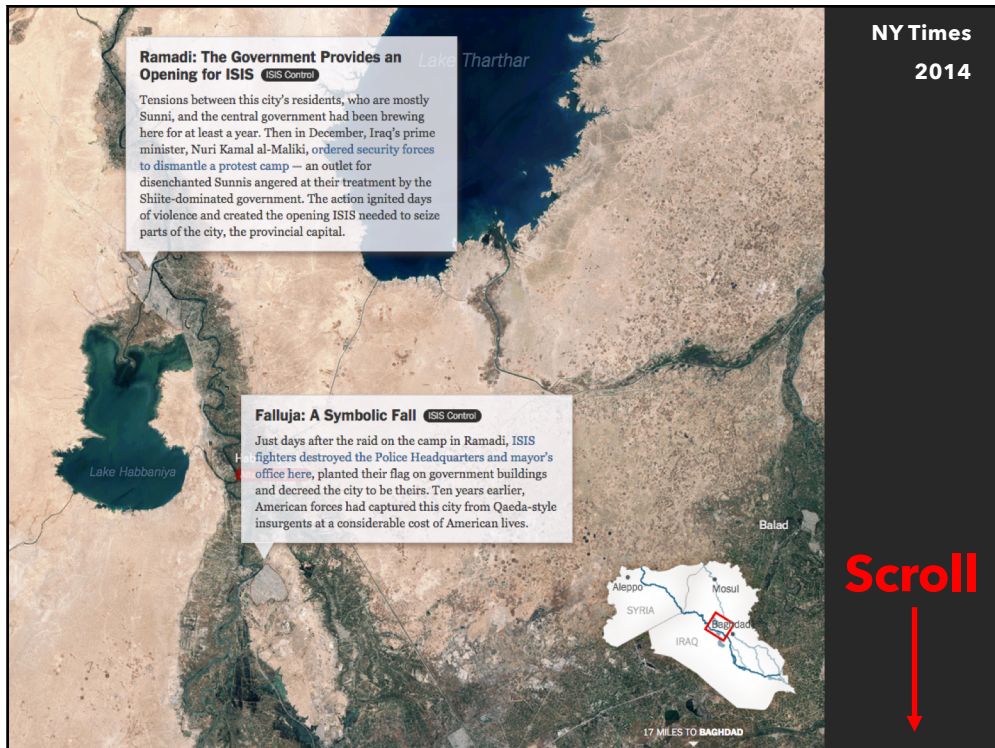 NY Times
2014
Lake Tharthar
Ramadi: The Government Provides an
Opening for ISIS ISIS Control
Tensions between this city's residents, who are mostly
Sunni, and the central government had been brewing
here for at least a year. Then in December, Iraq's prime
minister, Nuri Kamal al-Maliki, ordered security forces
to dismantle a protest camp — an outlet for
disenchanted Sunnis angered at their treatment by the
Shiite-dominated government. The action ignited days
of violence and created the opening ISIS needed to seize
parts of the city, the provincial capital.
Falluja: A Symbolic Fall ISIS Control
Just days after the raid on the camp in Ramadi, ISIS
fighters destroyed the Police Headquarters and mayor's
office here, planted their flag on government buildings
and decreed the city to be theirs. Ten years earlier,
American forces had captured this city from Qaeda-style
insurgents at a considerable cost of American lives.
Lake Habbaniya
Balad
Scroll
Aleppo
Mosul
SYRIA
Baghdad
IRAQ
17 MILES TO BAGHDAD